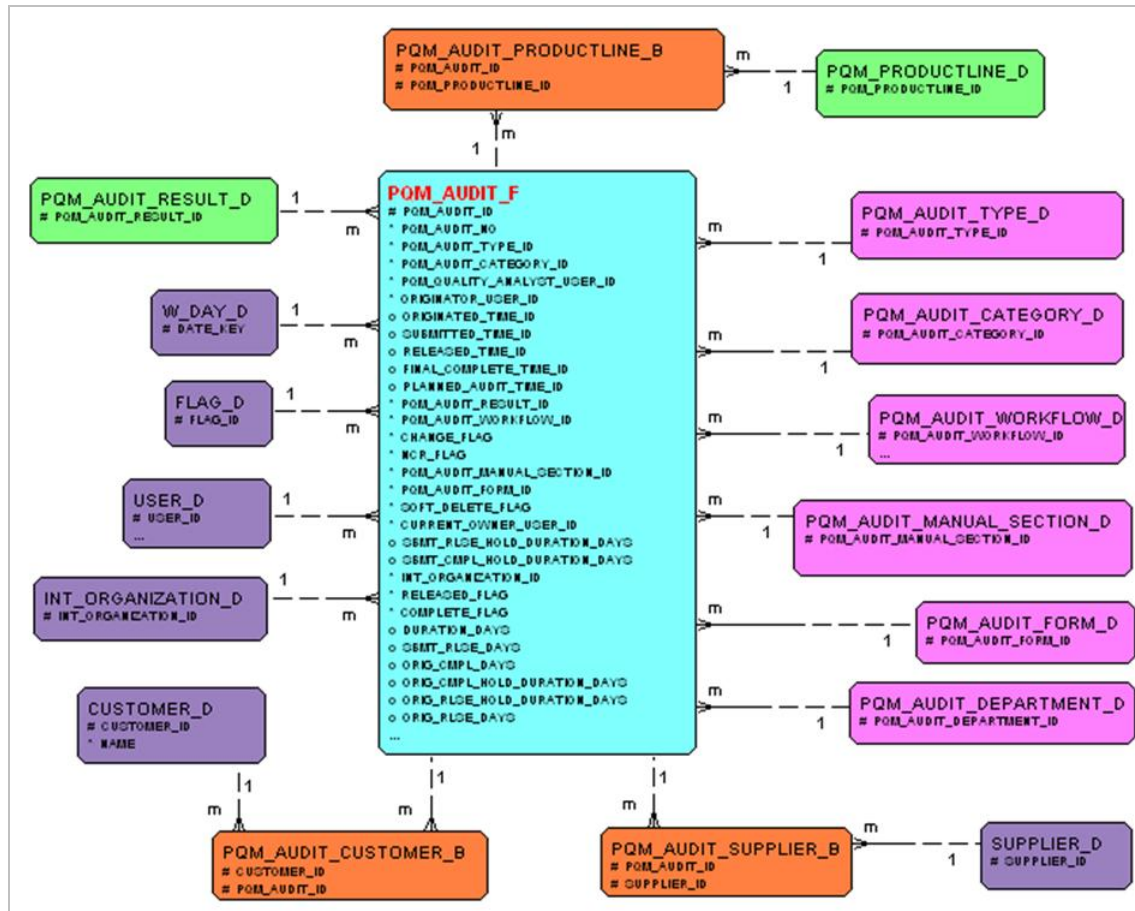 PQM_AUDIT_PRODUCTLINE_B
# PQM_AUDIT_ID
# PQM_PRODUCTLINE_ID
m
1
PQM_PRODUCTLINE_D
# PQM_PRODUCTLINE_ID
m
1
PQM_AUDIT_RESULT_D
# PQM_AUDIT_RESULT_ID
1
m
W_DAY_D
# DATE_KEY
1
m
FLAG_D
# FLAG_ID
1
m
USER_D
# USER_ID
...
1
m
INT_ORGANIZATION_D
# INT_ORGANIZATION_ID
1
m
CUSTOMER_D
# CUSTOMER_ID
* NAME
PQM_AUDIT_F
# PQM_AUDIT_ID
* PQM_AUDIT_NO
* PQM_AUDIT_TYPE_ID
* PQM_AUDIT_CATEGORY_ID
* PQM_QUALITY_ANALYST_USER_ID
* ORIGINATOR_USER_ID
o ORIGINATED_TIME_ID
o SUBMITTED_TIME_ID
o RELEASED_TIME_ID
o FINAL_COMPLETE_TIME_ID
o PLANNED_AUDIT_TIME_ID
* PQM_AUDIT_RESULT_ID
* PQM_AUDIT_WORKFLOW_ID
* CHANGE_FLAG
* NCR_FLAG
* PQM_AUDIT_MANUAL_SECTION_ID
* PQM_AUDIT_FORM_ID
* SOFT_DELETE_FLAG
* CURRENT_OWNER_USER_ID
o SBMT_RLSE_HOLD_DURATION_DAYS
o SBMT_CMPL_HOLD_DURATION_DAYS
* INT_ORGANIZATION_ID
* RELEASED_FLAG
* COMPLETE_FLAG
o DURATION_DAYS
o SBMT_RLSE_DAYS
o ORIG_CMPL_DAYS
o ORIG_CMPL_HOLD_DURATION_DAYS
o ORIG_RLSE_HOLD_DURATION_DAYS
o ORIG_RLSE_DAYS
...
m
1
PQM_AUDIT_TYPE_D
# PQM_AUDIT_TYPE_ID
m
1
PQM_AUDIT_CATEGORY_D
# PQM_AUDIT_CATEGORY_ID
m
1
PQM_AUDIT_WORKFLOW_D
# PQM_AUDIT_WORKFLOW_ID
...
m
1
PQM_AUDIT_MANUAL_SECTION_D
# PQM_AUDIT_MANUAL_SECTION_ID
m
1
PQM_AUDIT_FORM_D
# PQM_AUDIT_FORM_ID
m
1
PQM_AUDIT_DEPARTMENT_D
# PQM_AUDIT_DEPARTMENT_ID
1
m
1
m
PQM_AUDIT_CUSTOMER_B
# CUSTOMER_ID
# PQM_AUDIT_ID
1
m
PQM_AUDIT_SUPPLIER_B
# PQM_AUDIT_ID
# SUPPLIER_ID
m
1
SUPPLIER_D
# SUPPLIER_ID